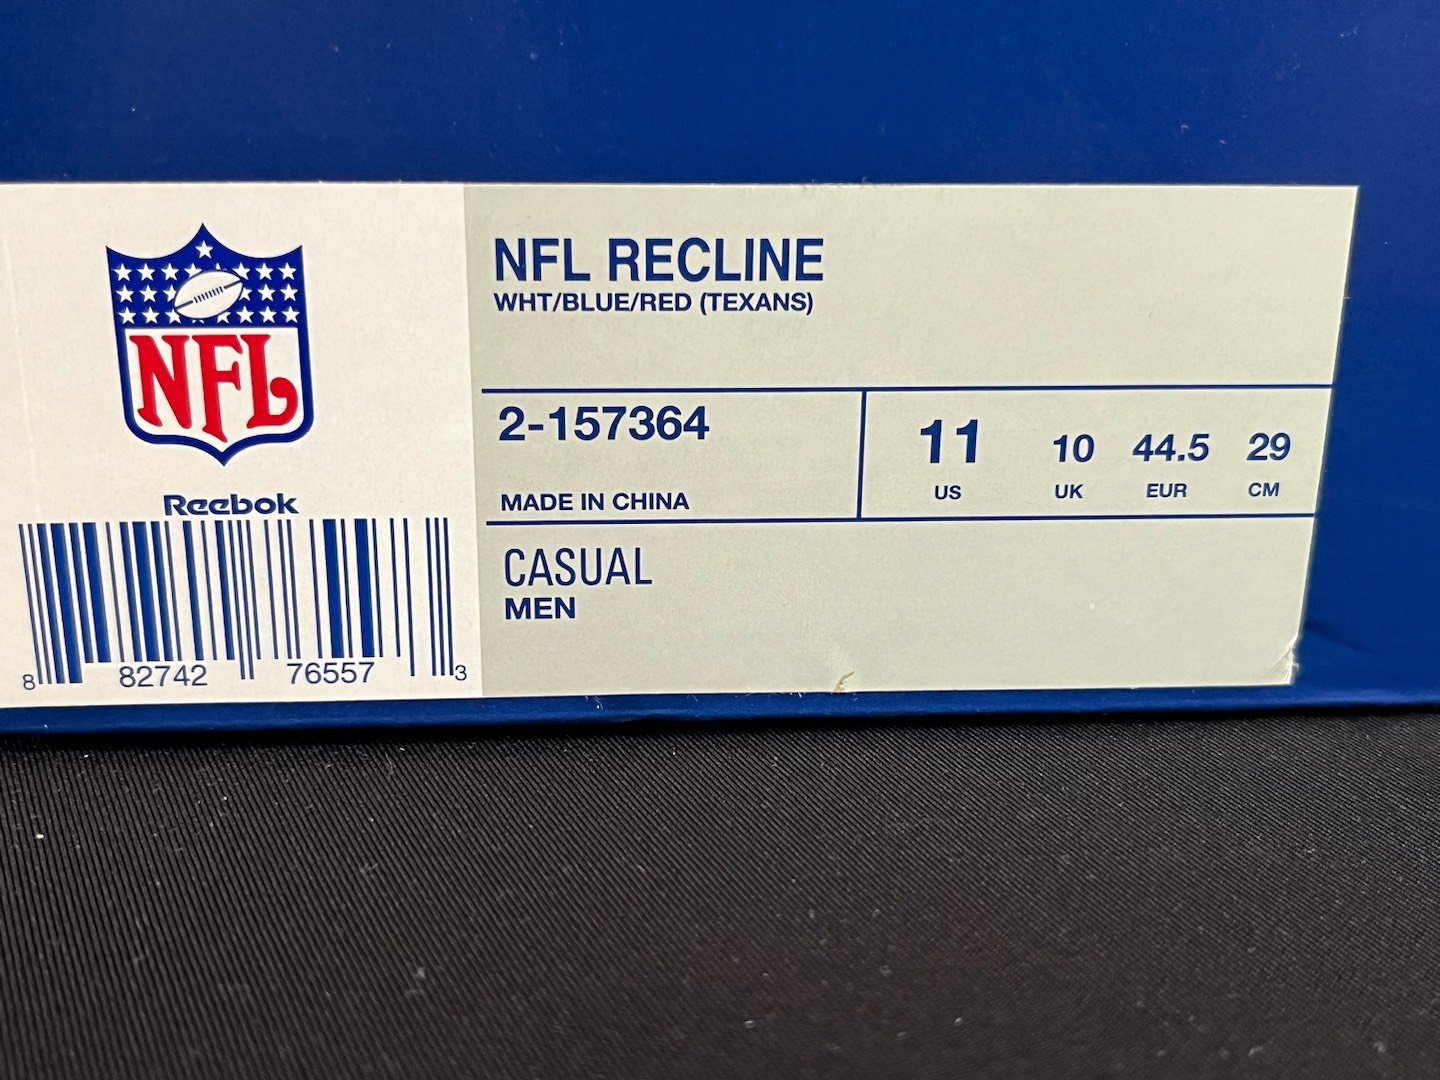 NFL
Reebok
8 82742 76557 3
NFL RECLINE
WHT/BLUE/RED (TEXANS)
2-157364
MADE IN CHINA
11 10 44.5 29
US UK EUR CM
CASUAL
MEN